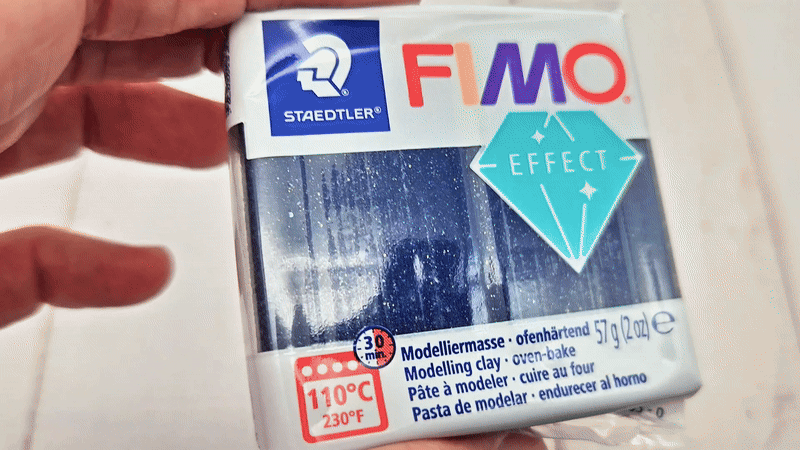 STAEDTLER®
FIMO®
EFFECT
57 g (2 oz) ℮
30
min
110°C
230°F
Modelliermasse · ofenhärtend
Modelling clay · oven-bake
Pâte à modeler · cuire au four
Pasta de modelar · endurecer al horno